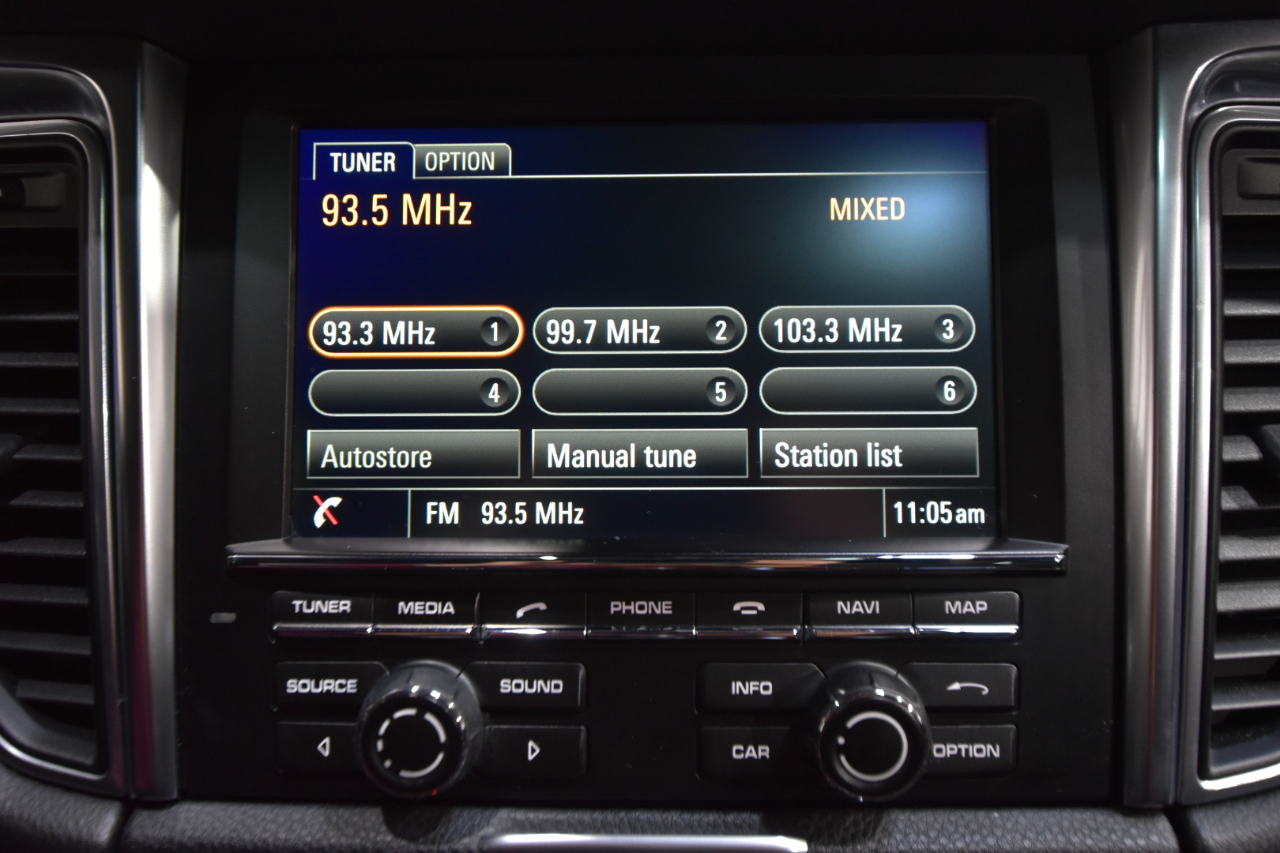 TUNER OPTION
93.5 MHz MIXED
93.3 MHz 1 99.7 MHz 2 103.3 MHz 3
4 5 6
Autostore Manual tune Station list
FM 93.5 MHz 11:05am
TUNER MEDIA PHONE NAVI MAP
SOURCE SOUND INFO
CAR OPTION